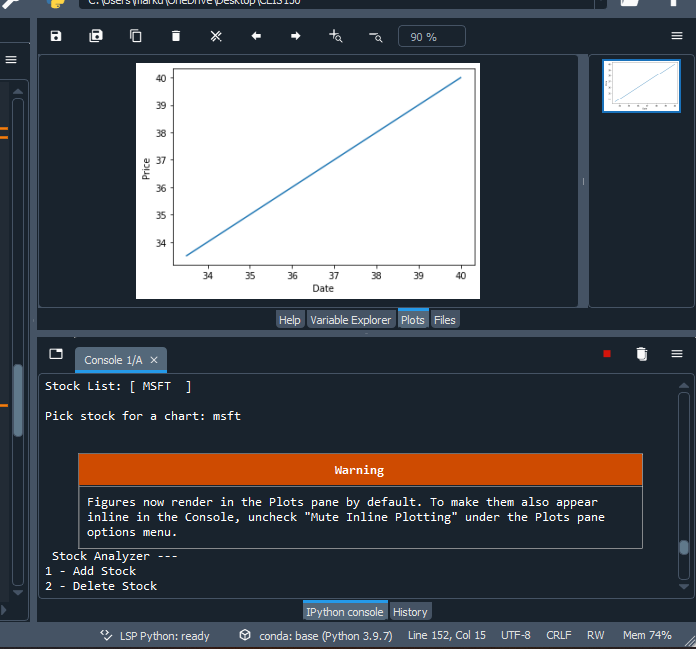 C: \Users\marku\OneDrive\Desktop\CEIS150
90 %
40
39
38
37
36
35
34
Price
34 35 36 37 38 39 40
Date
Help Variable Explorer Plots Files
Console 1/A
Stock List: [ MSFT  ]
Pick stock for a chart: msft
Warning
Figures now render in the Plots pane by default. To make them also appear
inline in the Console, uncheck "Mute Inline Plotting" under the Plots pane
options menu.
Stock Analyzer ---
1 - Add Stock
2 - Delete Stock
IPython console History
LSP Python: ready conda: base (Python 3.9.7) Line 152, Col 15 UTF-8 CRLF RW Mem 74%